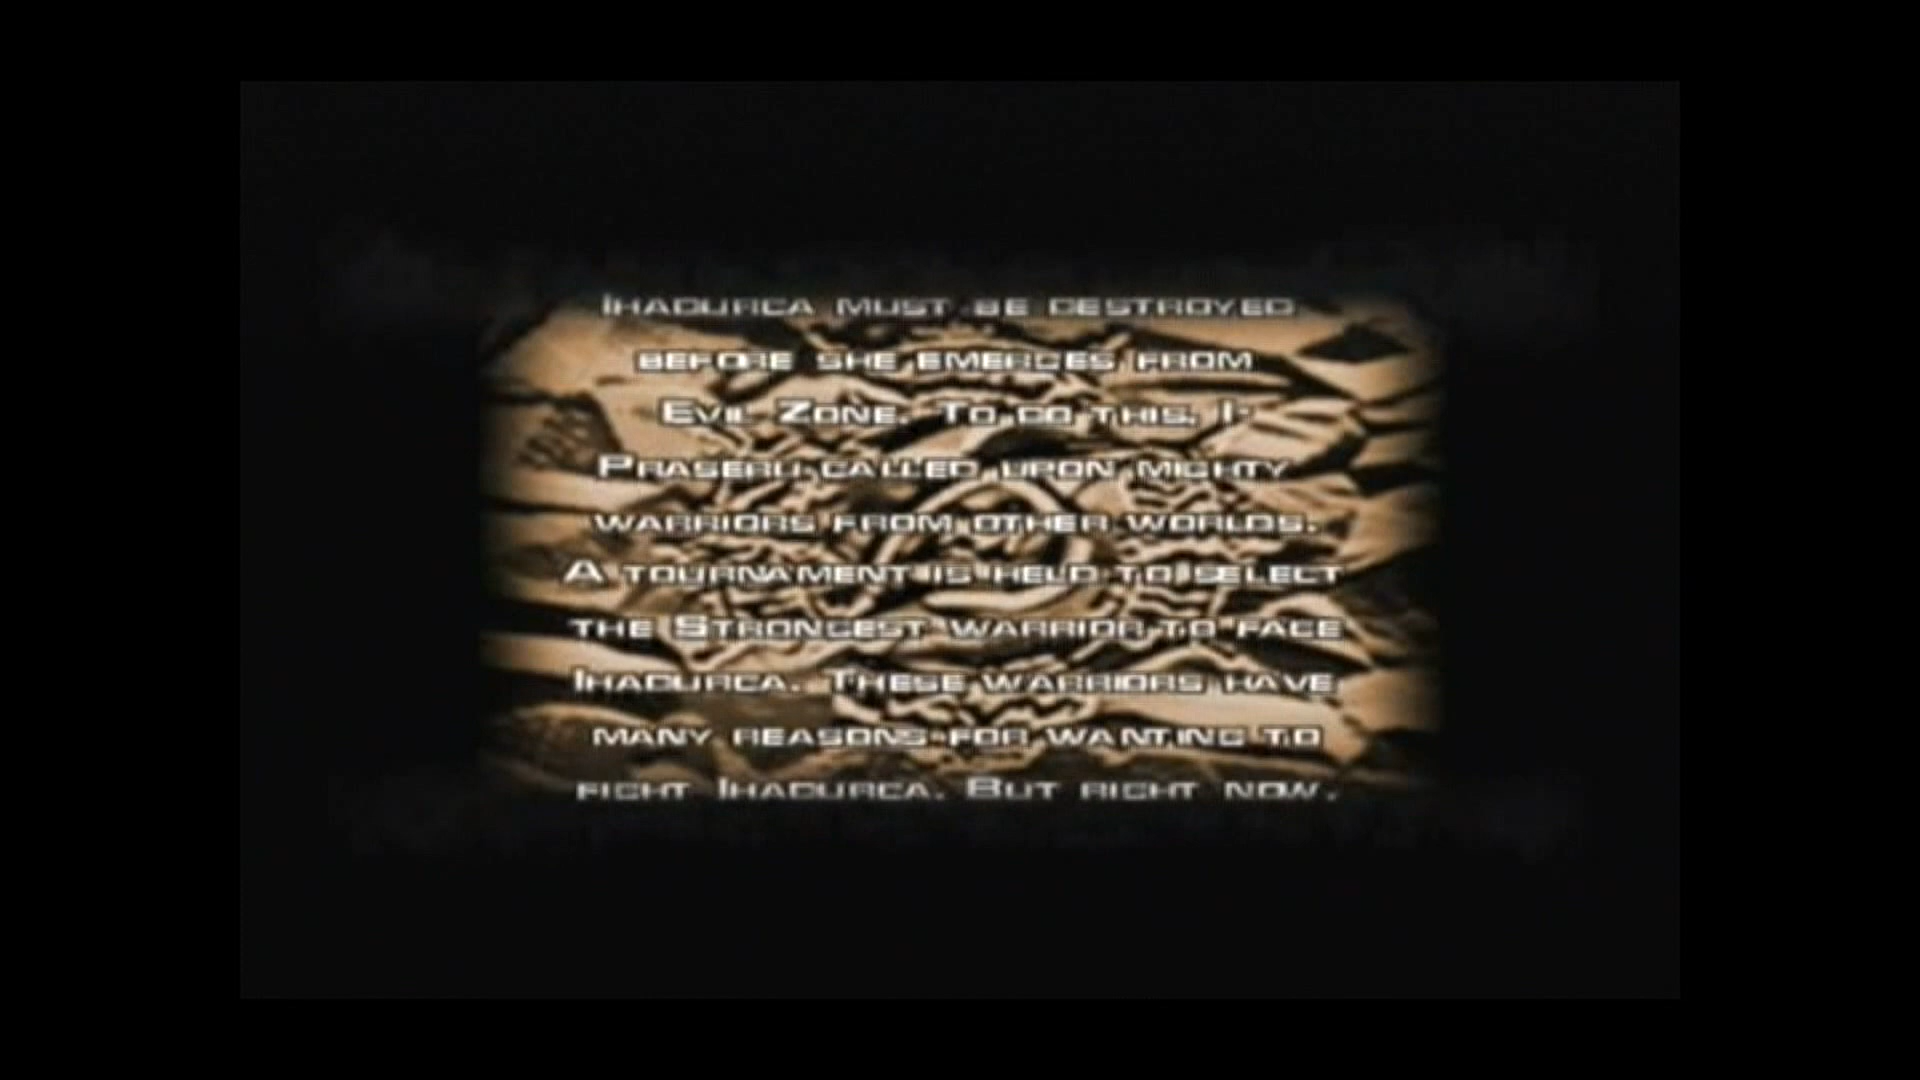 Ihadurca must be destroyed
before she emerges from
Evil Zone. To do this, I-
Praseru called upon mighty
warriors from other worlds.
A tournament is held to select
the Strongest warrior to face
Ihadurca. These warriors have
many reasons for wanting to
fight Ihadurca. But right now,